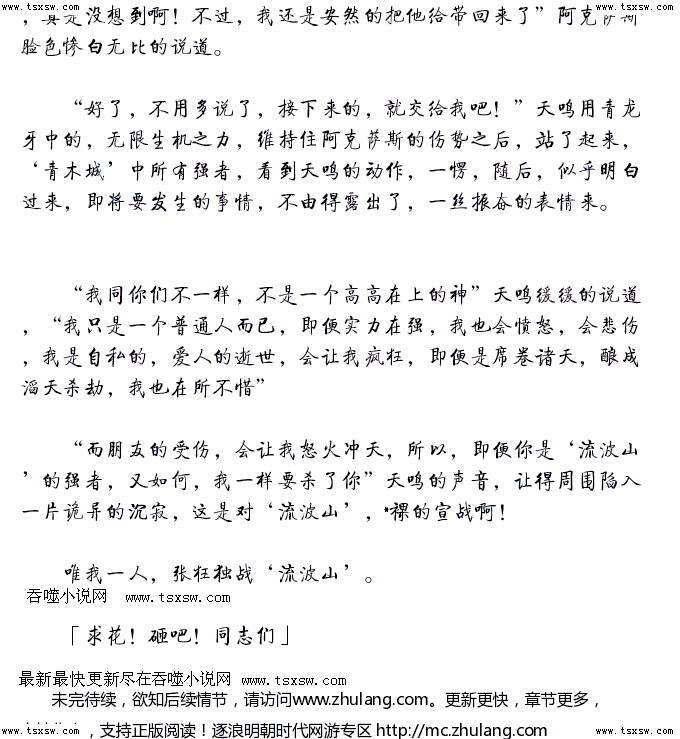 www.tsxsw.com www.tsxsw.com
，真是没想到啊！不过，我还是安然的把他给带回来了”阿克萨斯
脸色惨白无比的说道。
“好了，不用多说了，接下来的，就交给我吧！”天鸣用青龙
牙中的，无限生机之力，维持住阿克萨斯的伤势之后，站了起来，
‘青木城’中所有强者，看到天鸣的动作，一愣，随后，似乎明白
过来，即将要发生的事情，不由得露出了，一丝振奋的表情来。
“我同你们不一样，不是一个高高在上的神”天鸣缓缓的说道
，“我只是一个普通人而已，即便实力在强，我也会愤怒，会悲伤
，我是自私的，爱人的逝世，会让我疯狂，即便是席卷诸天，酿成
滔天杀劫，我也在所不惜”
“而朋友的受伤，会让我怒火冲天，所以，即便你是‘流波山
’的强者，又如何，我一样要杀了你”天鸣的声音，让得周围陷入
一片诡异的沉寂，这是对‘流波山’，*裸的宣战啊！
唯我一人，张狂独战‘流波山’。
吞噬小说网 www.tsxsw.com
「求花！砸吧！同志们」
最新最快更新尽在吞噬小说网 www.tsxsw.com
未完待续，欲知后续情节，请访问www.zhulang.com。更新更快，章节更多，
，支持正版阅读！逐浪明朝时代网游专区 http://mc.zhulang.com
www.tsxsw.com www.tsxsw.com